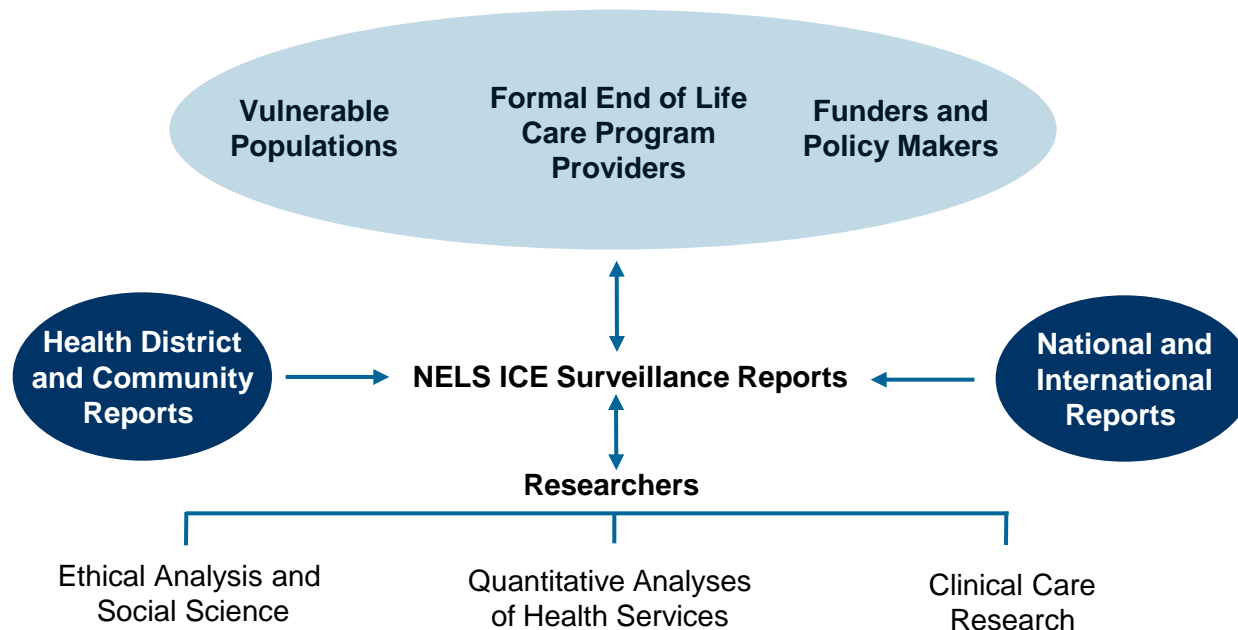 Vulnerable
Populations
Formal End of Life
Care Program
Providers
Funders and
Policy Makers
Health District
and Community
Reports
NELS ICE Surveillance Reports
National and
International
Reports
Researchers
Ethical Analysis and
Social Science
Quantitative Analyses
of Health Services
Clinical Care
Research